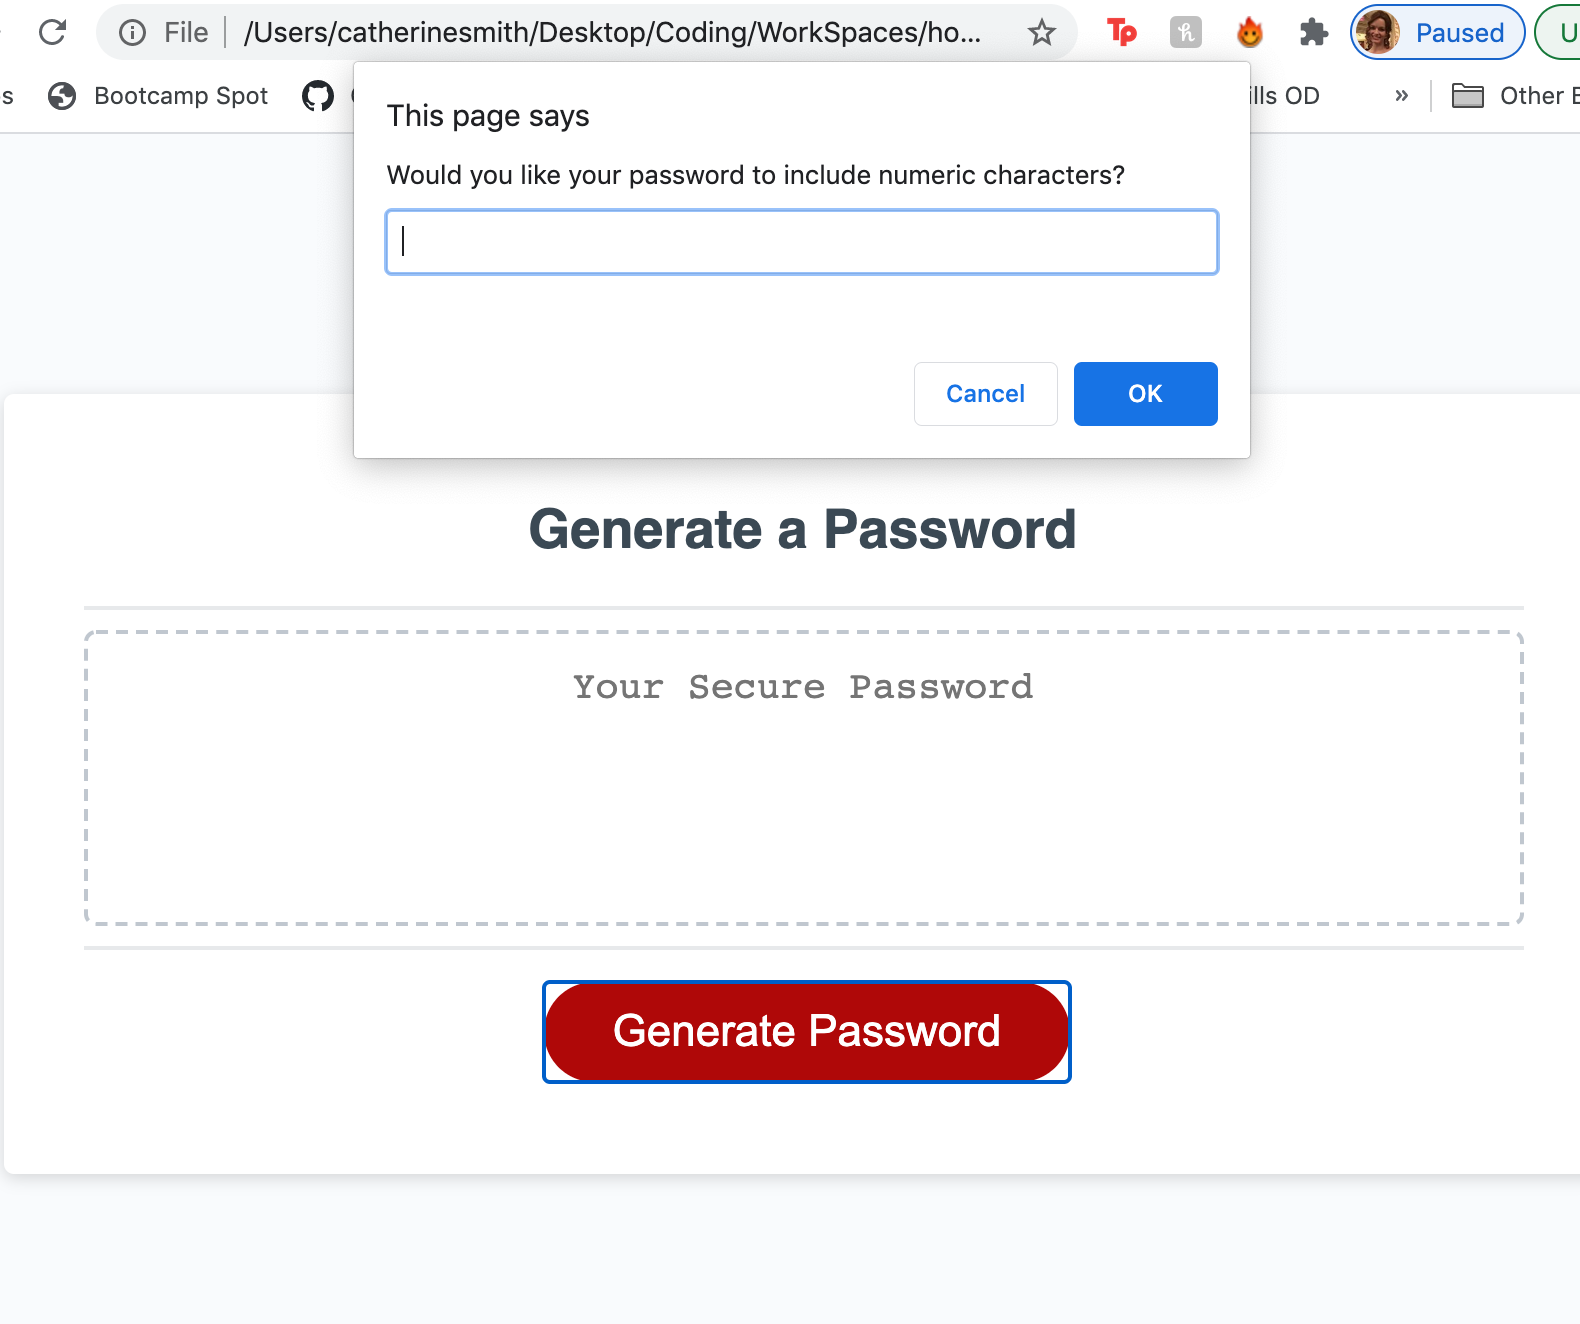 File /Users/catherinesmith/Desktop/Coding/WorkSpaces/ho...
Tp
h
Paused
Bootcamp Spot
OD
»
Other
This page says
Would you like your password to include numeric characters?
Cancel
OK
Generate a Password
Your Secure Password
Generate Password